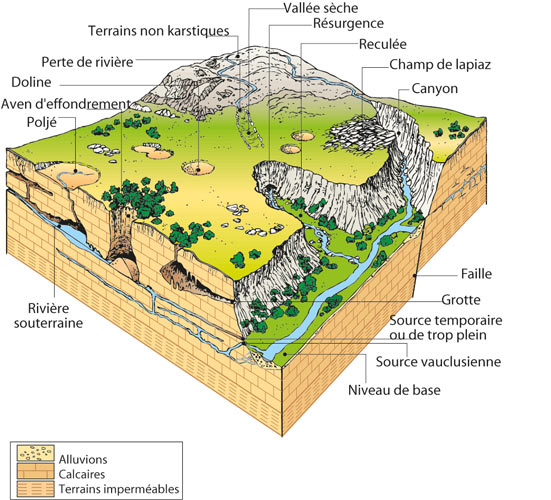 Vallée sèche
Résurgence
Terrains non karstiques
Reculée
Perte de rivière
Champ de lapiaz
Doline
Canyon
Aven d'effondrement
Poljé
Faille
Rivière
souterraine
Grotte
Source temporaire
ou de trop plein
Source vauclusienne
Niveau de base
Alluvions
Calcaires
Terrains imperméables